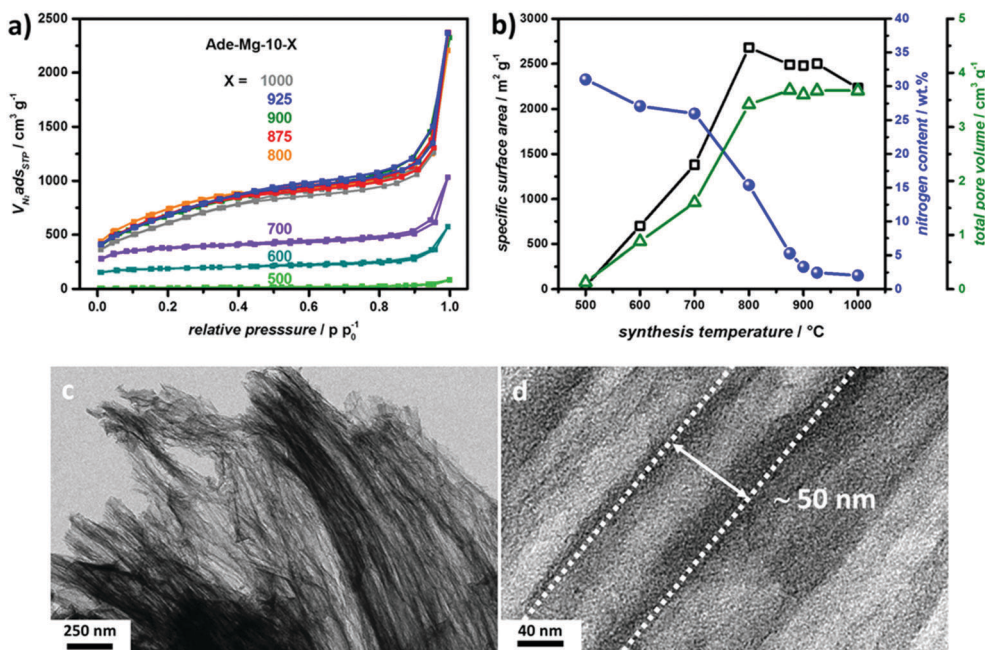 a)
Ade-Mg-10-X
X = 1000
925
900
875
800
700
600
500
2500
2000
1500
1000
500
0
V_N2 ads_STP / cm³ g⁻¹
0.0 0.2 0.4 0.6 0.8 1.0
relative presssure / p p₀⁻¹
b)
3000
2500
2000
1500
1000
500
0
specific surface area / m² g⁻¹
500 600 700 800 900 1000
synthesis temperature / °C
40
35
30
25
20
15
10
5
0
nitrogen content / wt.%
5
4
3
2
1
0
total pore volume / cm³ g⁻¹
c
250 nm
d
~ 50 nm
40 nm